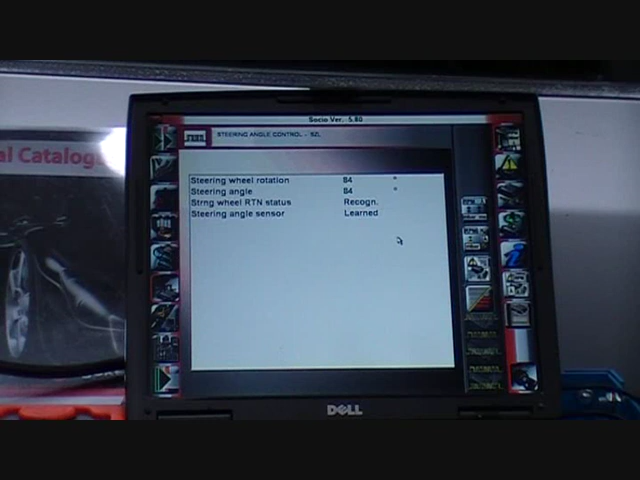 Socio Ver. 5.80
STEERING ANGLE CONTROL - SZL
al Catalogu
Steering wheel rotation 84 °
Steering angle 84 °
Strng wheel RTN status Recogn.
Steering angle sensor Learned
DELL